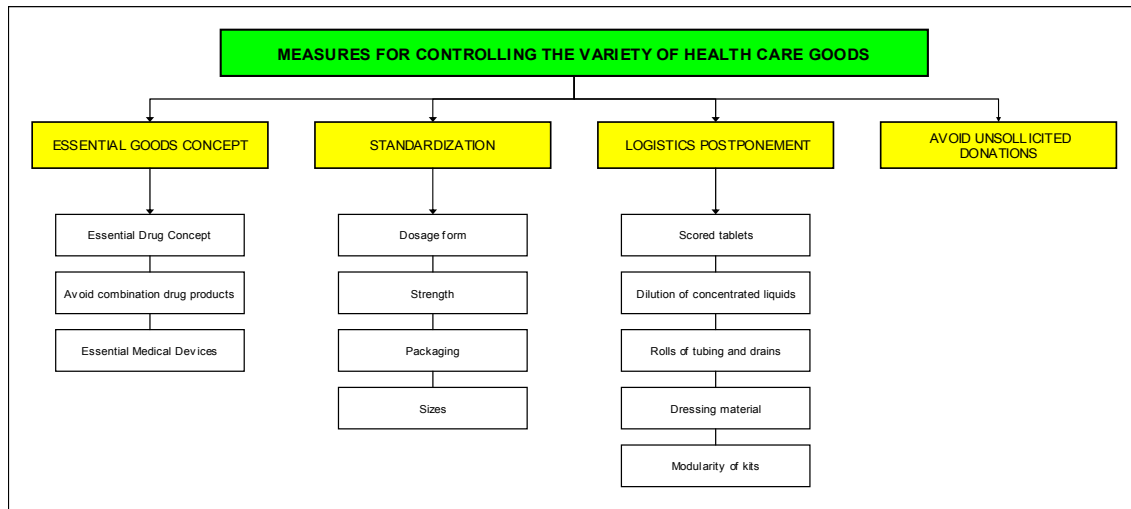 MEASURES FOR CONTROLLING THE VARIETY OF HEALTH CARE GOODS
ESSENTIAL GOODS CONCEPT
STANDARDIZATION
LOGISTICS POSTPONEMENT
AVOID UNSOLLICITED
DONATIONS
Essential Drug Concept
Avoid combination drug products
Essential Medical Devices
Dosage form
Strength
Packaging
Sizes
Scored tablets
Dilution of concentrated liquids
Rolls of tubing and drains
Dressing material
Modularity of kits